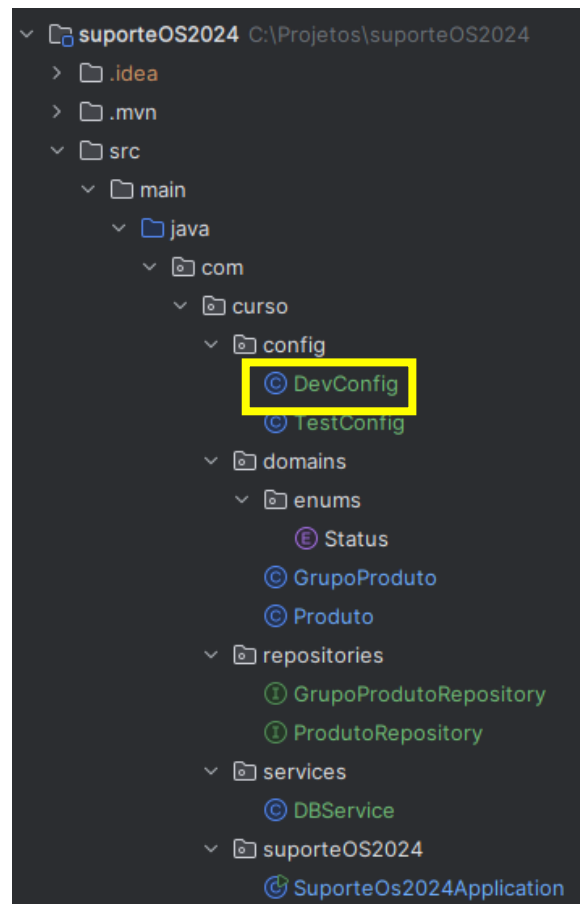 suporteOS2024 C:\Projetos\suporteOS2024
.idea
.mvn
src
main
java
com
curso
config
DevConfig
TestConfig
domains
enums
Status
GrupoProduto
Produto
repositories
GrupoProdutoRepository
ProdutoRepository
services
DBService
suporteOS2024
SuporteOs2024Application